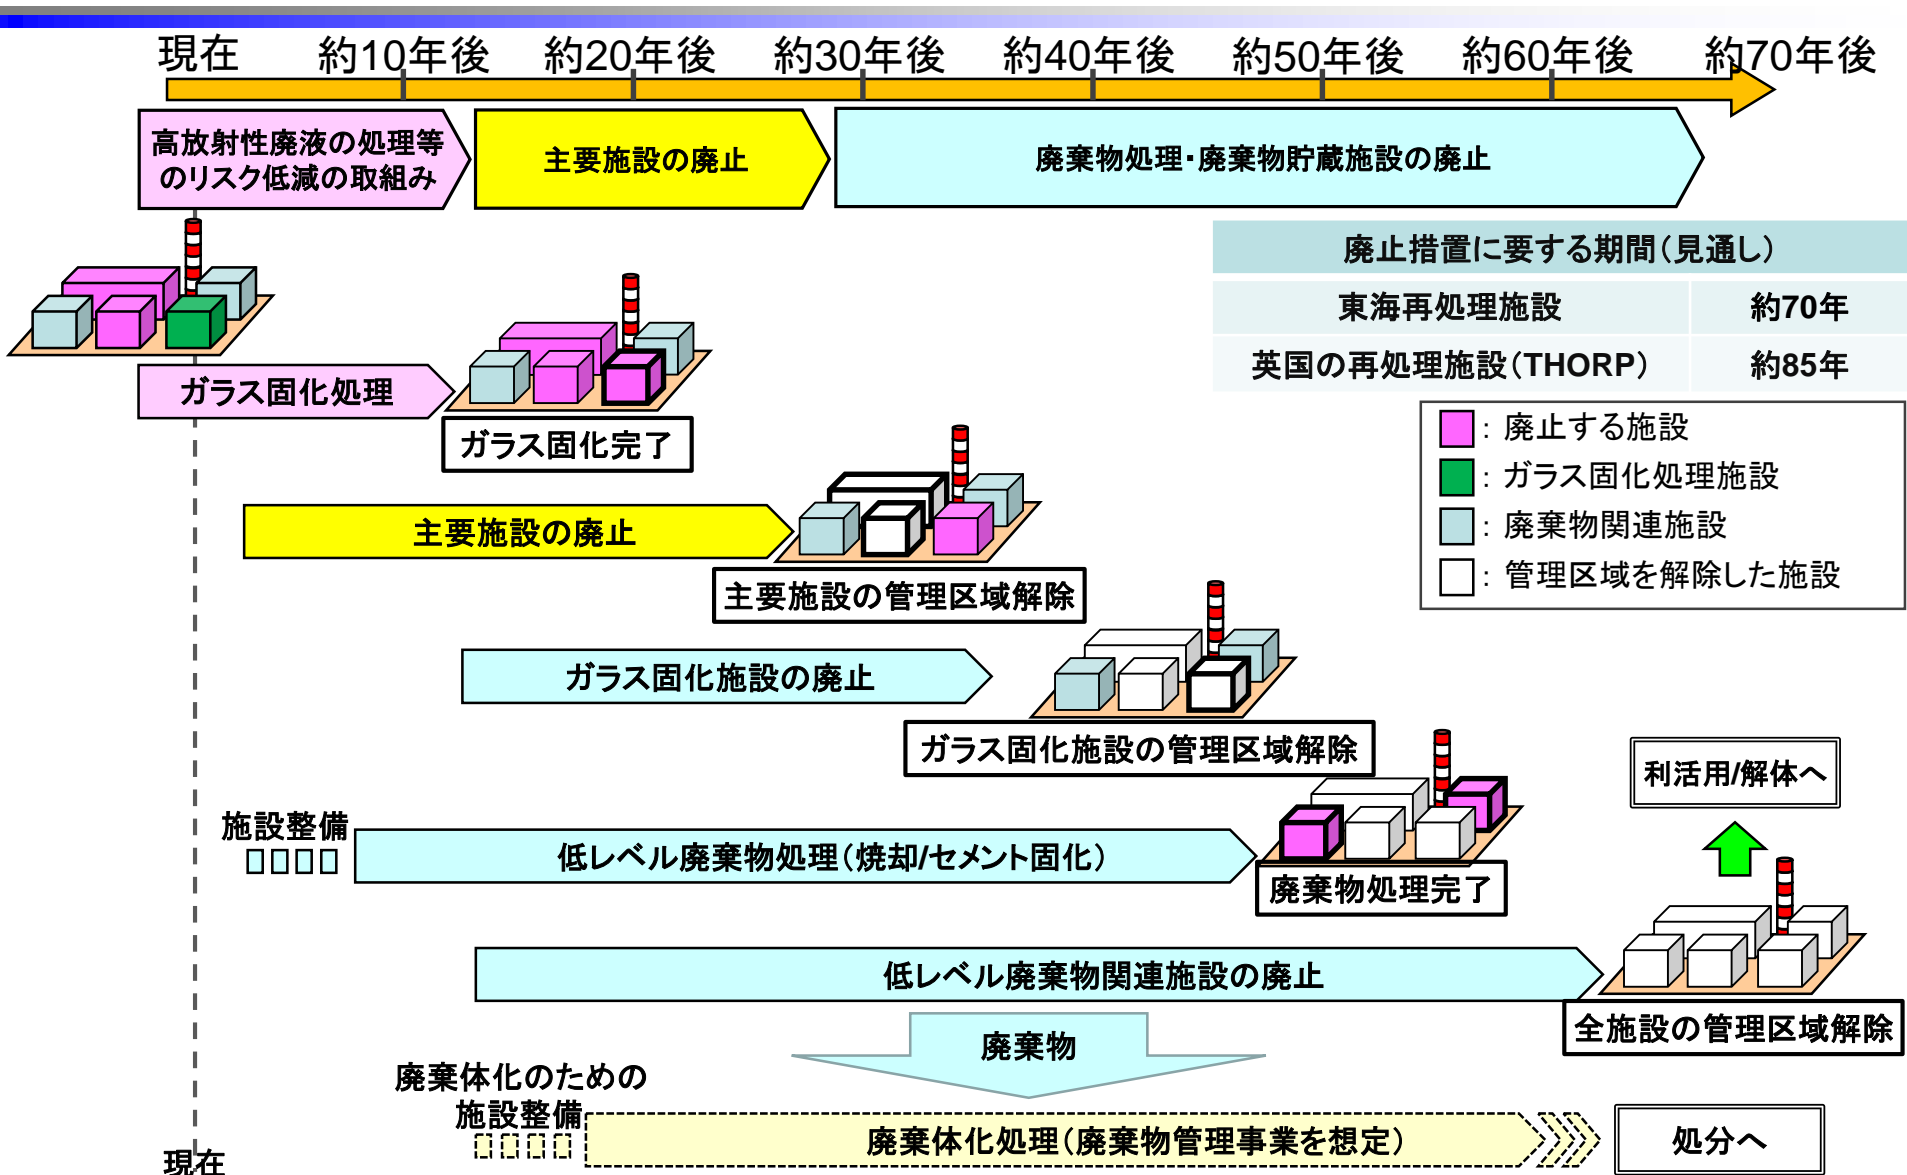 現在
約10年後
約20年後
約30年後
約40年後
約50年後
約60年後
約70年後
高放射性廃液の処理等
のリスク低減の取組み
主要施設の廃止
廃棄物処理・廃棄物貯蔵施設の廃止
廃止措置に要する期間（見通し）
東海再処理施設 約70年
英国の再処理施設（THORP） 約85年
ガラス固化処理
ガラス固化完了
：廃止する施設
：ガラス固化処理施設
：廃棄物関連施設
：管理区域を解除した施設
主要施設の廃止
主要施設の管理区域解除
ガラス固化施設の廃止
ガラス固化施設の管理区域解除
利活用/解体へ
施設整備
低レベル廃棄物処理（焼却/セメント固化）
廃棄物処理完了
低レベル廃棄物関連施設の廃止
全施設の管理区域解除
廃棄物
廃棄体化のための
施設整備
廃棄体化処理（廃棄物管理事業を想定）
処分へ
現在